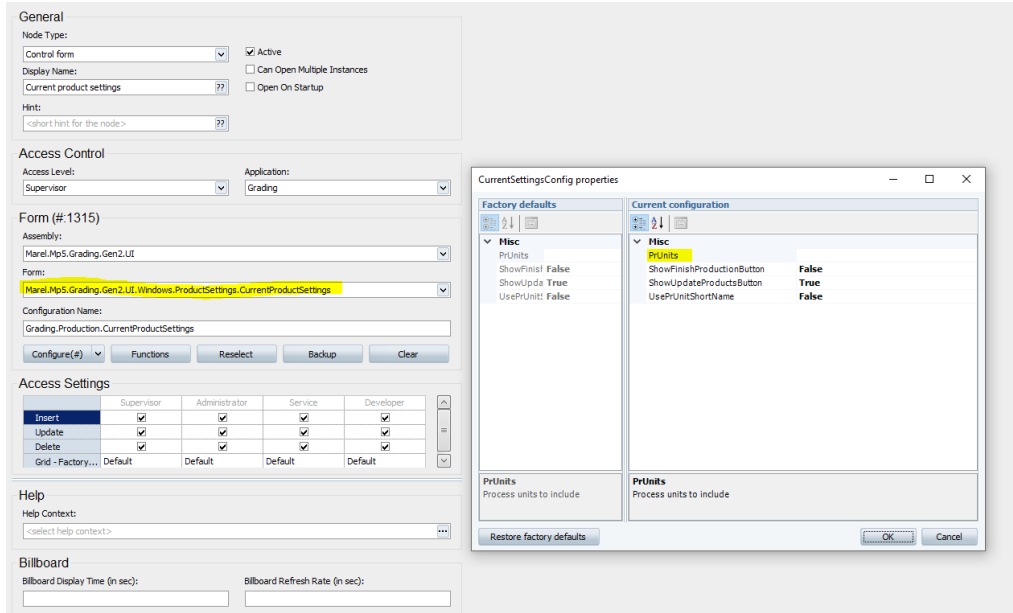 General
Node Type:
Control form
Active
Display Name:
Can Open Multiple Instances
Current product settings ??
Open On Startup
Hint:
<short hint for the node> ??
Access Control
Access Level: Application:
Supervisor Grading
Form (#:1315)
Assembly:
Marel.Mp5.Grading.Gen2.UI
Form:
Marel.Mp5.Grading.Gen2.UI.Windows.ProductSettings.CurrentProductSettings
Configuration Name:
Grading.Production.CurrentProductSettings
Configure(#) Functions Reselect Backup Clear
Access Settings
Supervisor Administrator Service Developer
Insert
Update
Delete
Grid - Factory... Default Default Default Default
Help
Help Context:
<select help context> ...
Billboard
Billboard Display Time (in sec): Billboard Refresh Rate (in sec):
CurrentSettingsConfig properties
Factory defaults
Misc
PrUnits
ShowFinish False
ShowUpda True
UsePrUnit! False
PrUnits
Process units to include
Current configuration
Misc
PrUnits
ShowFinishProductionButton False
ShowUpdateProductsButton True
UsePrUnitShortName False
PrUnits
Process units to include
Restore factory defaults OK Cancel